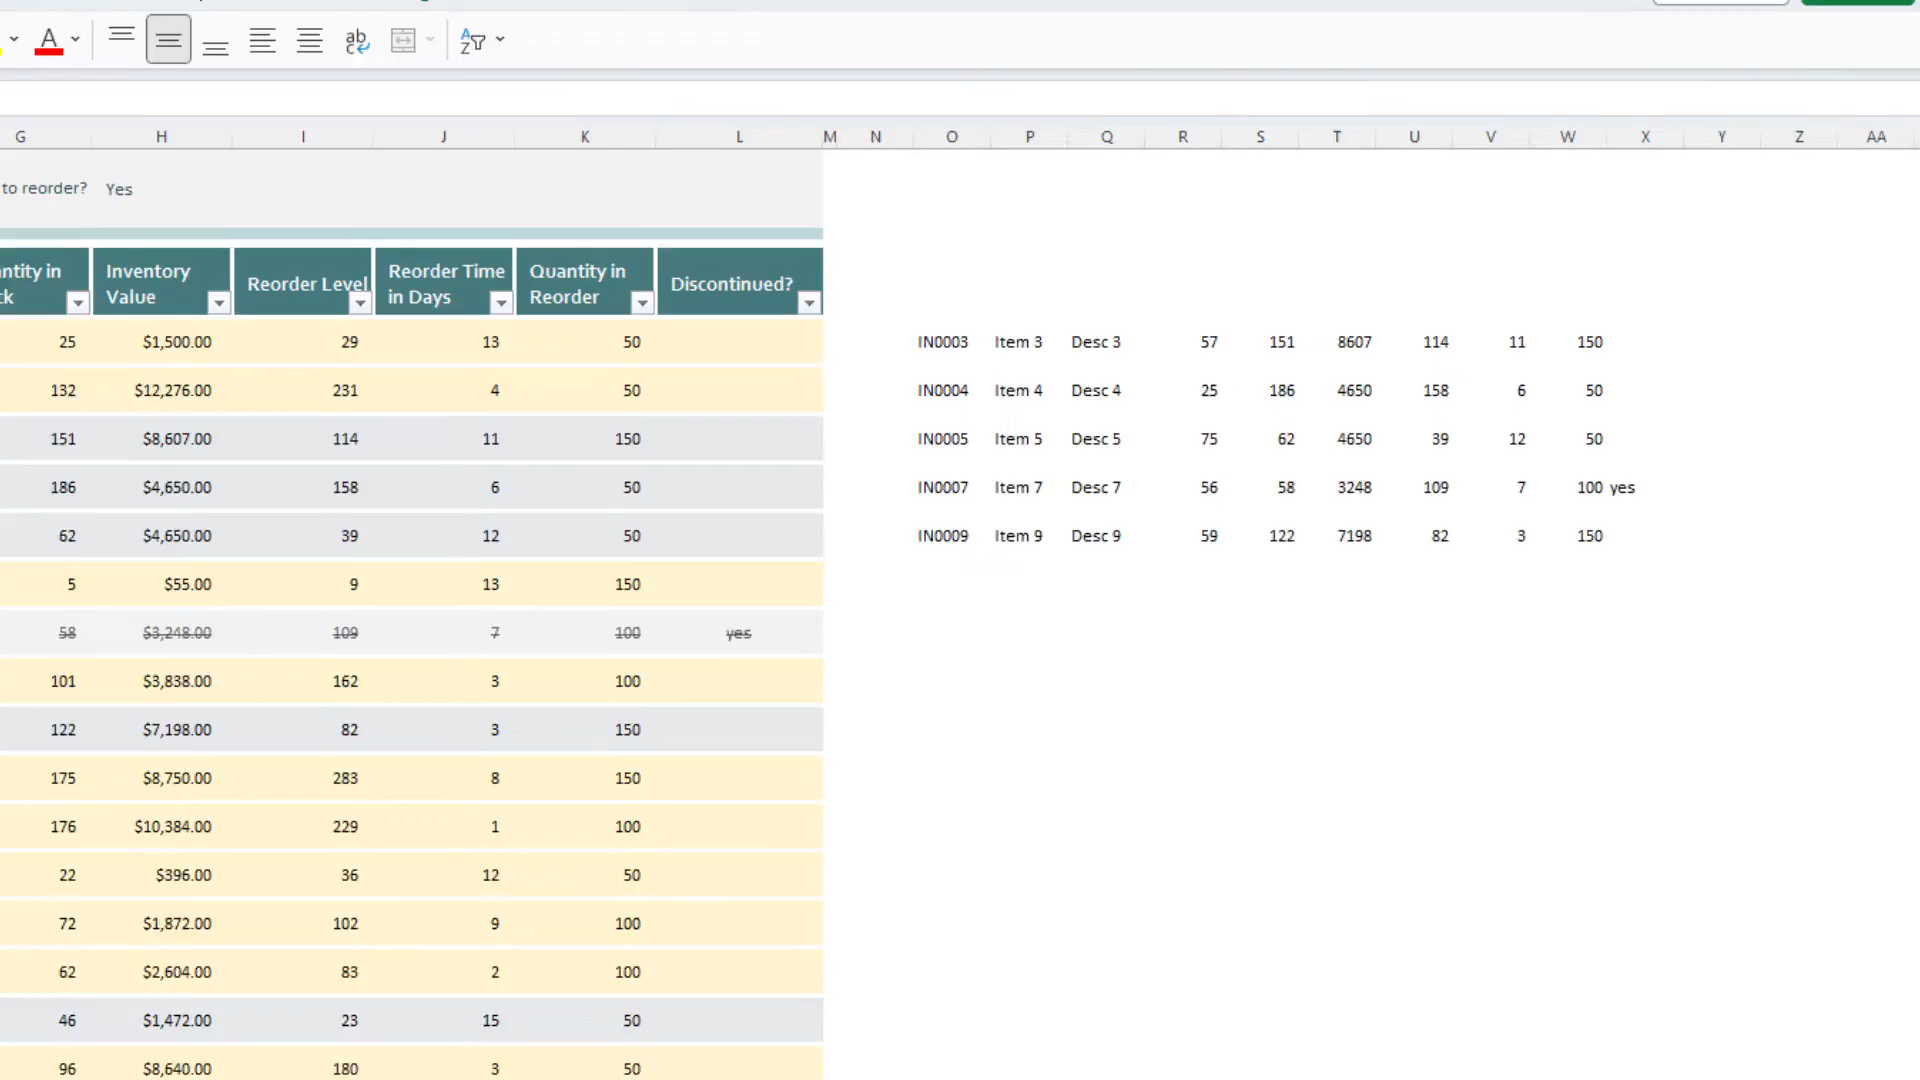 A ab c A Z
G H I J K L M N O P Q R S T U V W X Y Z AA
to reorder? Yes
ntity in
ck
Inventory
Value
Reorder Level
Reorder Time
in Days
Quantity in
Reorder
Discontinued?
25 $1,500.00 29 13 50 IN0003 Item 3 Desc 3 57 151 8607 114 11 150
132 $12,276.00 231 4 50 IN0004 Item 4 Desc 4 25 186 4650 158 6 50
151 $8,607.00 114 11 150 IN0005 Item 5 Desc 5 75 62 4650 39 12 50
186 $4,650.00 158 6 50 IN0007 Item 7 Desc 7 56 58 3248 109 7 100 yes
62 $4,650.00 39 12 50 IN0009 Item 9 Desc 9 59 122 7198 82 3 150
5 $55.00 9 13 150
58 $3,248.00 109 7 100 yes
101 $3,838.00 162 3 100
122 $7,198.00 82 3 150
175 $8,750.00 283 8 150
176 $10,384.00 229 1 100
22 $396.00 36 12 50
72 $1,872.00 102 9 100
62 $2,604.00 83 2 100
46 $1,472.00 23 15 50
96 $8,640.00 180 3 50